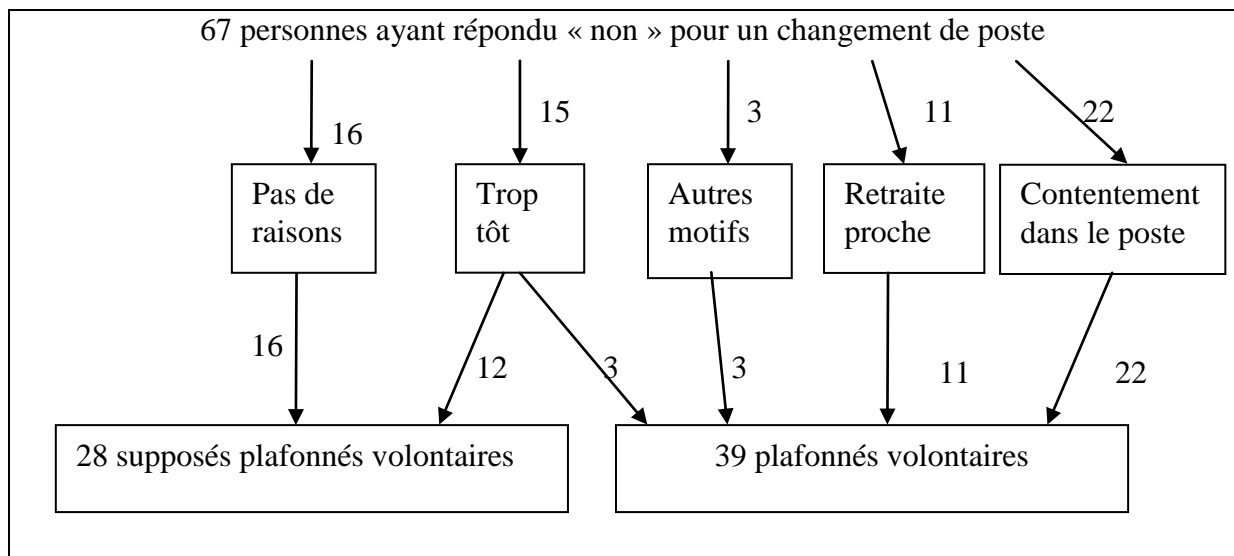 67 personnes ayant répondu « non » pour un changement de poste
16
15
3
11
22
Pas de
raisons
Trop
tôt
Autres
motifs
Retraite
proche
Contentement
dans le poste
16
12
3
3
11
22
28 supposés plafonnés volontaires
39 plafonnés volontaires